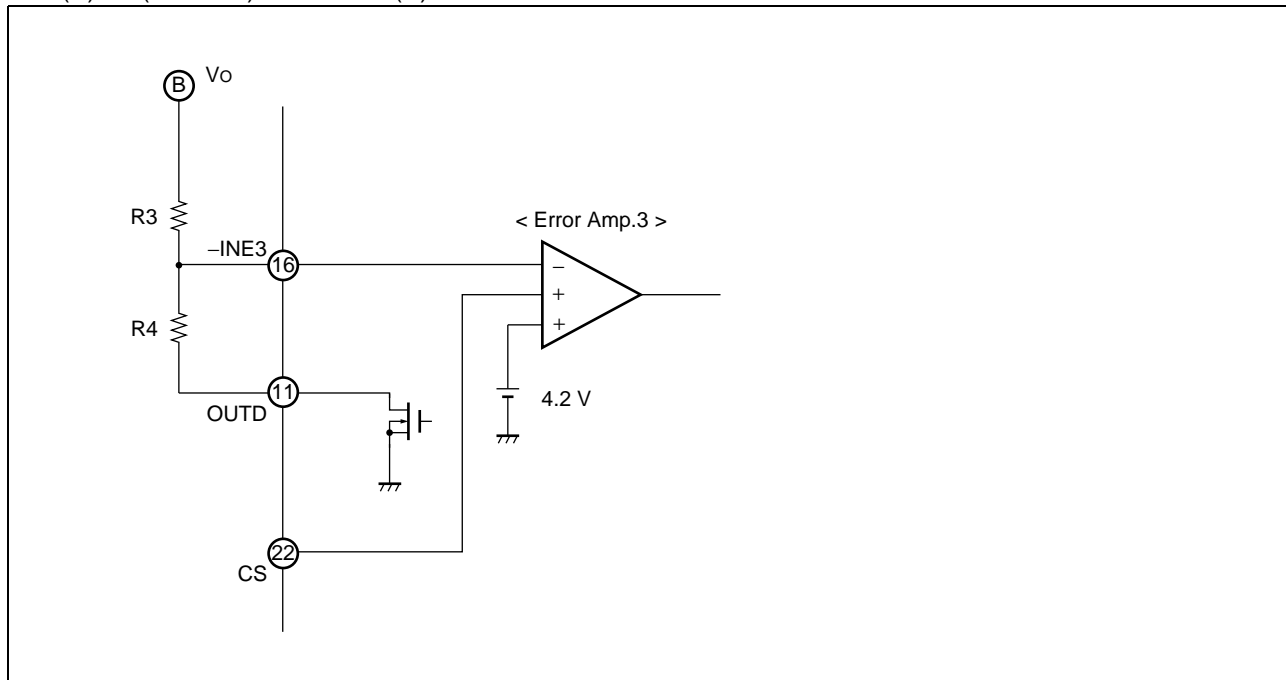 B Vo
R3
< Error Amp.3 >
−INE3
16
−
+
+
R4
11
4.2 V
OUTD
22
CS